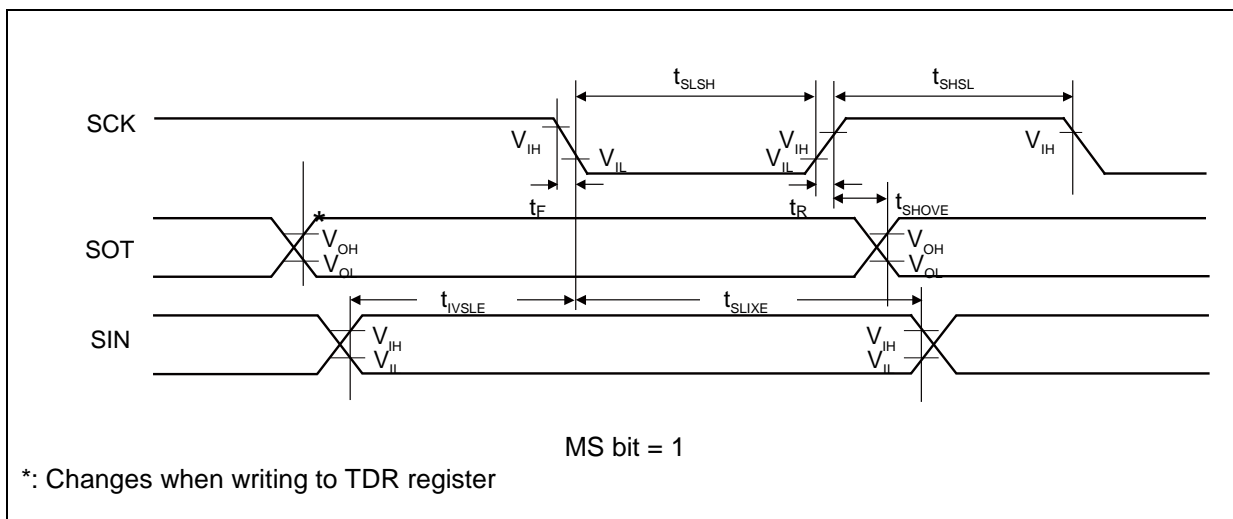 tSLSH tSHSL
SCK VIH VIL VIH VIL VIH
tF tR tSHOVE
SOT * VOH VOL VOH VOL
tIVSLE tSLIXE
SIN VIH VIL VIH VIL
MS bit = 1
*: Changes when writing to TDR register